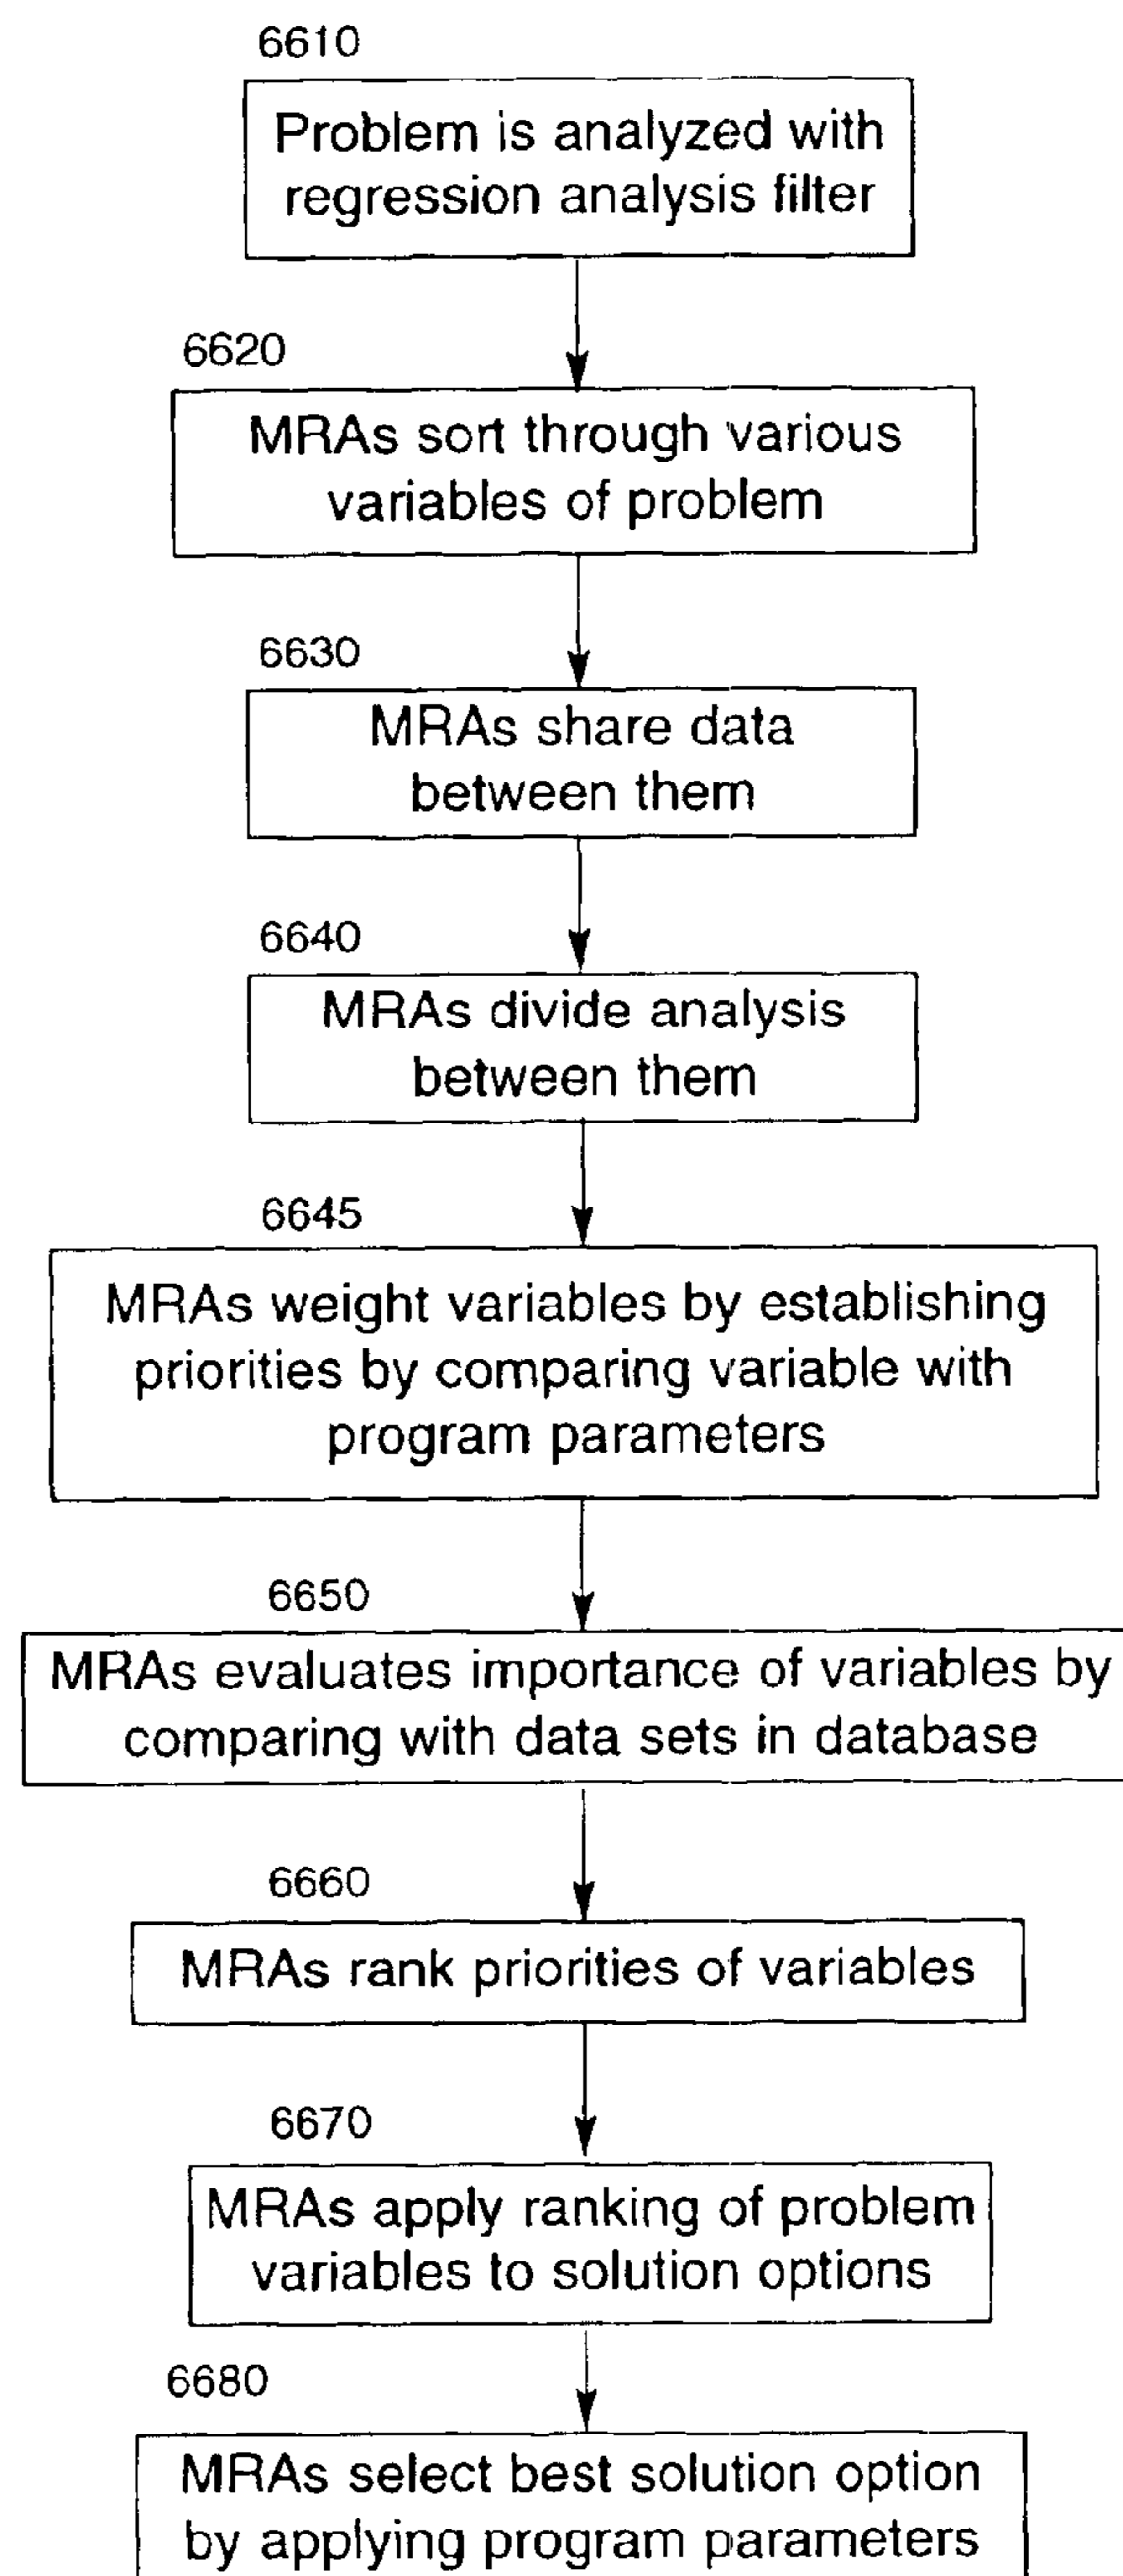 6610
Problem is analyzed with
regression analysis filter
6620
MRAs sort through various
variables of problem
6630
MRAs share data
between them
6640
MRAs divide analysis
between them
6645
MRAs weight variables by establishing
priorities by comparing variable with
program parameters
6650
MRAs evaluates importance of variables by
comparing with data sets in database
6660
MRAs rank priorities of variables
6670
MRAs apply ranking of problem
variables to solution options
6680
MRAs select best solution option
by applying program parameters